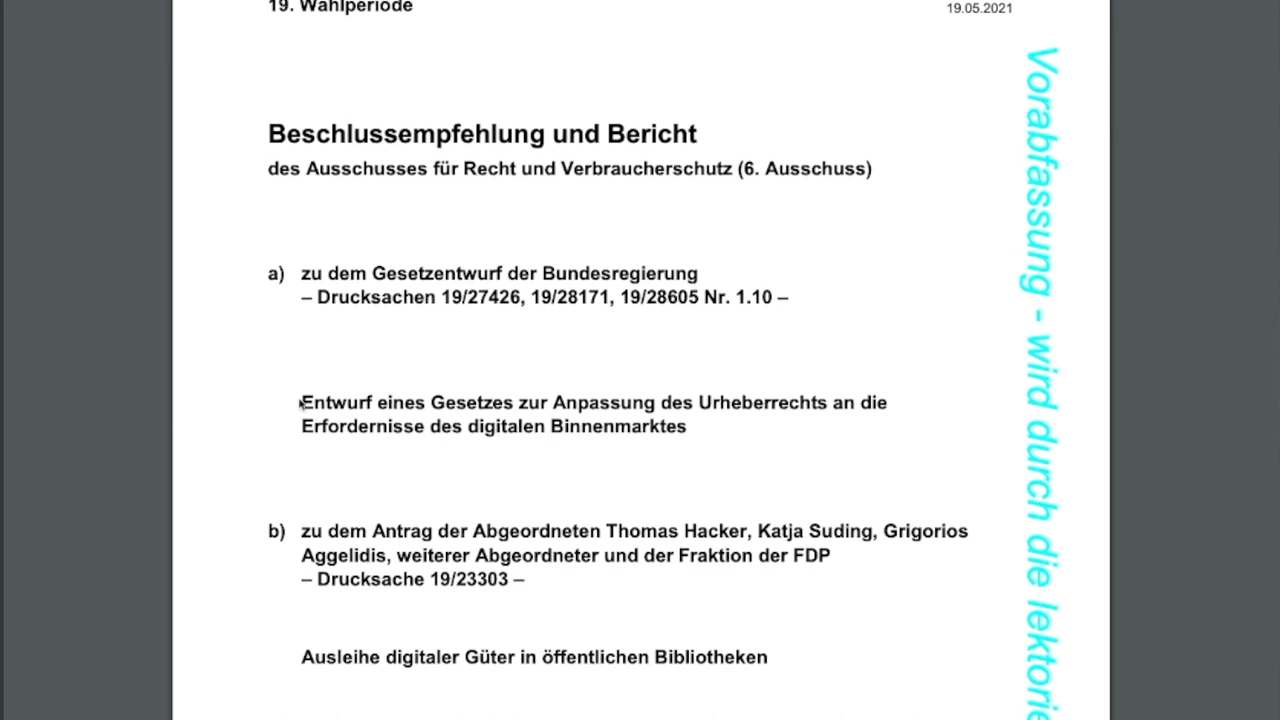 19. Wahlperiode
19.05.2021
Beschlussempfehlung und Bericht
des Ausschusses für Recht und Verbraucherschutz (6. Ausschuss)
a) zu dem Gesetzentwurf der Bundesregierung
– Drucksachen 19/27426, 19/28171, 19/28605 Nr. 1.10 –
Entwurf eines Gesetzes zur Anpassung des Urheberrechts an die
Erfordernisse des digitalen Binnenmarktes
b) zu dem Antrag der Abgeordneten Thomas Hacker, Katja Suding, Grigorios
Aggelidis, weiterer Abgeordneter und der Fraktion der FDP
– Drucksache 19/23303 –
Ausleihe digitaler Güter in öffentlichen Bibliotheken
Vorabfassung - wird durch die lektorie